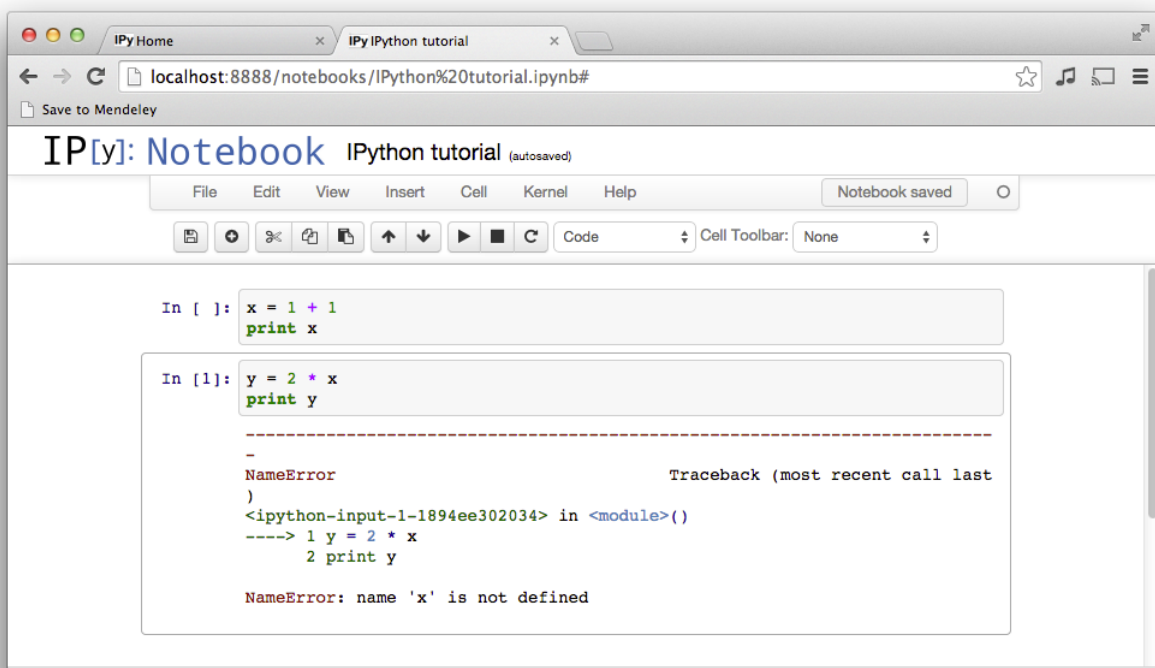 IPy Home
IPy IPython tutorial
localhost:8888/notebooks/IPython%20tutorial.ipynb#
Save to Mendeley
IP[y]: Notebook IPython tutorial (autosaved)
File Edit View Insert Cell Kernel Help Notebook saved
Code Cell Toolbar: None
In [ ]: x = 1 + 1
print x
In [1]: y = 2 * x
print y
--------------------------------------------------------------------------
-
NameError                                 Traceback (most recent call last
)
<ipython-input-1-1894ee302034> in <module>()
----> 1 y = 2 * x
      2 print y
NameError: name 'x' is not defined